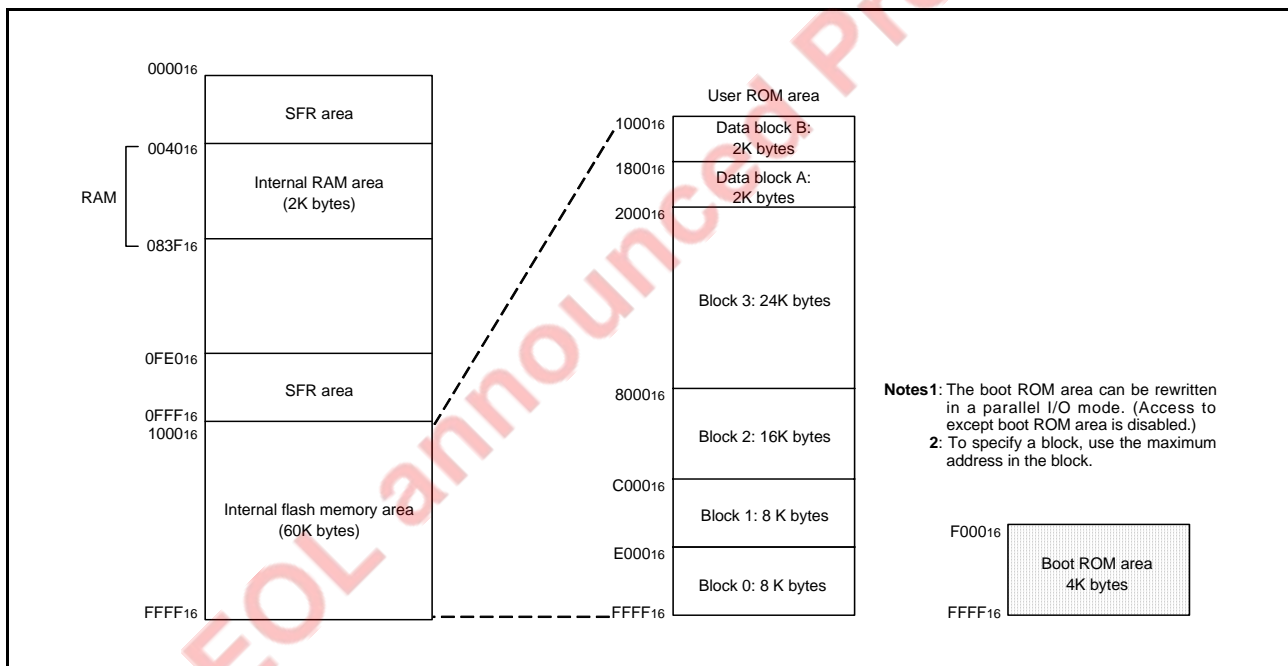 000016
SFR area
004016
RAM
Internal RAM area
(2K bytes)
083F16
0FE016
SFR area
0FFF16
100016
Internal flash memory area
(60K bytes)
FFFF16
User ROM area
100016
Data block B:
2K bytes
180016
Data block A:
2K bytes
200016
Block 3: 24K bytes
800016
Block 2: 16K bytes
C00016
Block 1: 8 K bytes
E00016
Block 0: 8 K bytes
FFFF16
Notes1: The boot ROM area can be rewritten
in a parallel I/O mode. (Access to
except boot ROM area is disabled.)
2: To specify a block, use the maximum
address in the block.
F00016
Boot ROM area
4K bytes
FFFF16
EOL announced Pro